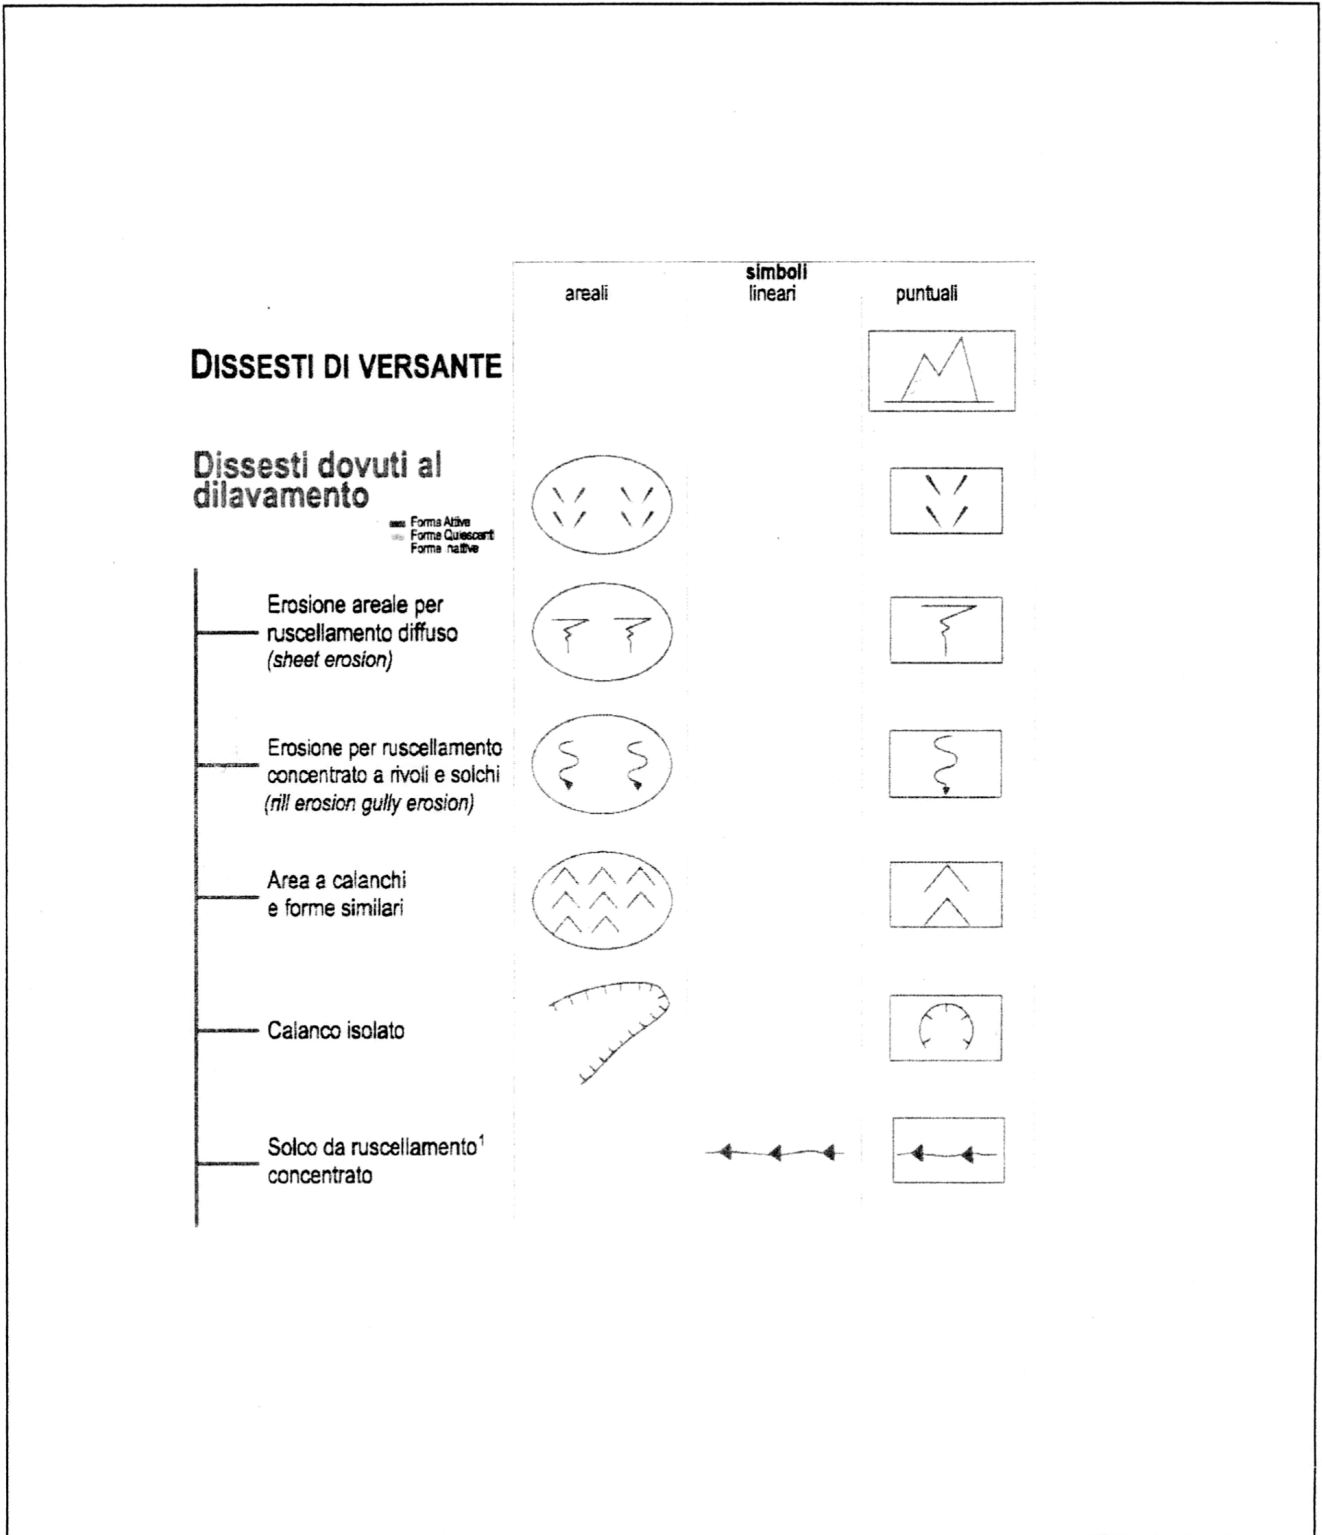 simboli
areali lineari puntuali
DISSESTI DI VERSANTE
Dissesti dovuti al
dilavamento
Forme Attive
Forme Quiescenti
Forme
Erosione areale per
ruscellamento diffuso
(sheet erosion)
Erosione per ruscellamento
concentrato a rivoli e solchi
(rill erosion gully erosion)
Area a calanchi
e forme similari
Calanco isolato
Solco da ruscellamento¹
concentrato